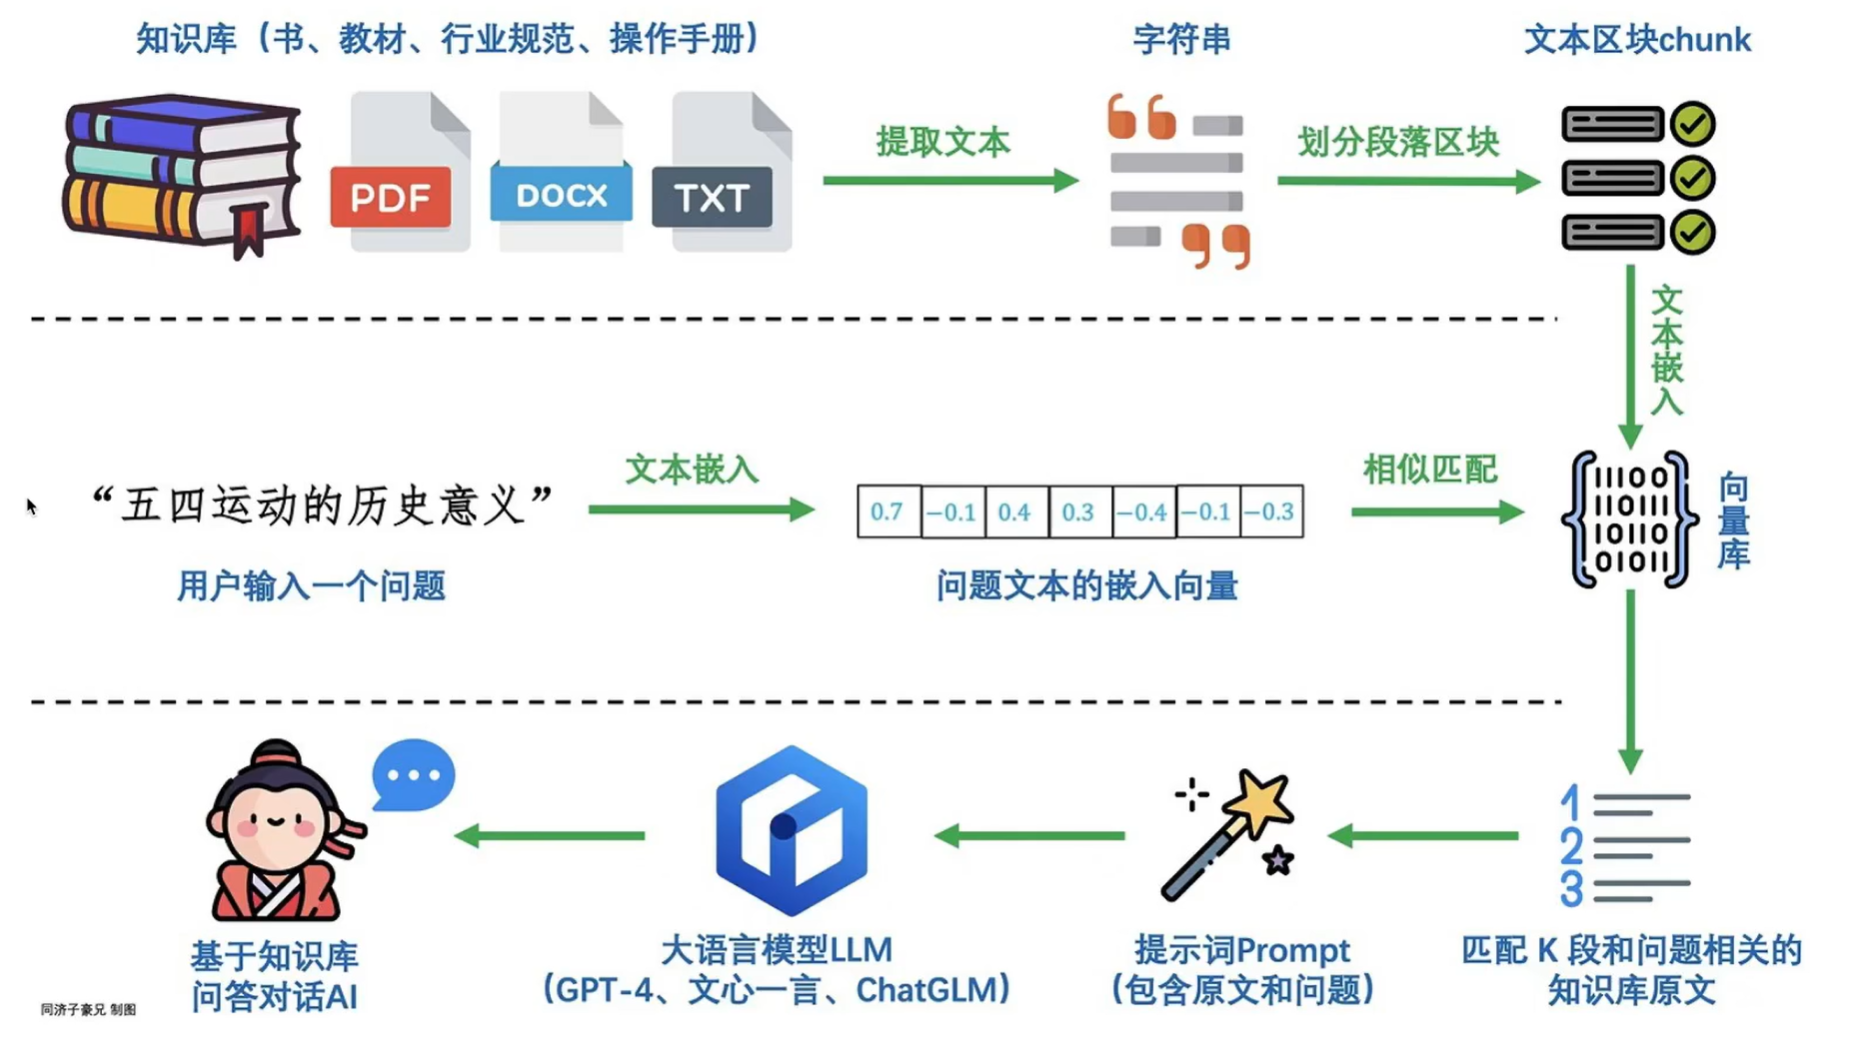 知识库（书、教材、行业规范、操作手册）
字符串
文本区块chunk
PDF
DOCX
TXT
提取文本
划分段落区块
文本嵌入
“五四运动的历史意义”
用户输入一个问题
文本嵌入
0.7 −0.1 0.4 0.3 −0.4 −0.1 −0.3
问题文本的嵌入向量
相似匹配
11100
11011
10110
01011
向量库
1
2
3
匹配 K 段和问题相关的
知识库原文
提示词Prompt
（包含原文和问题）
大语言模型LLM
（GPT-4、文心一言、ChatGLM）
基于知识库
问答对话AI
同济子豪兄 制图